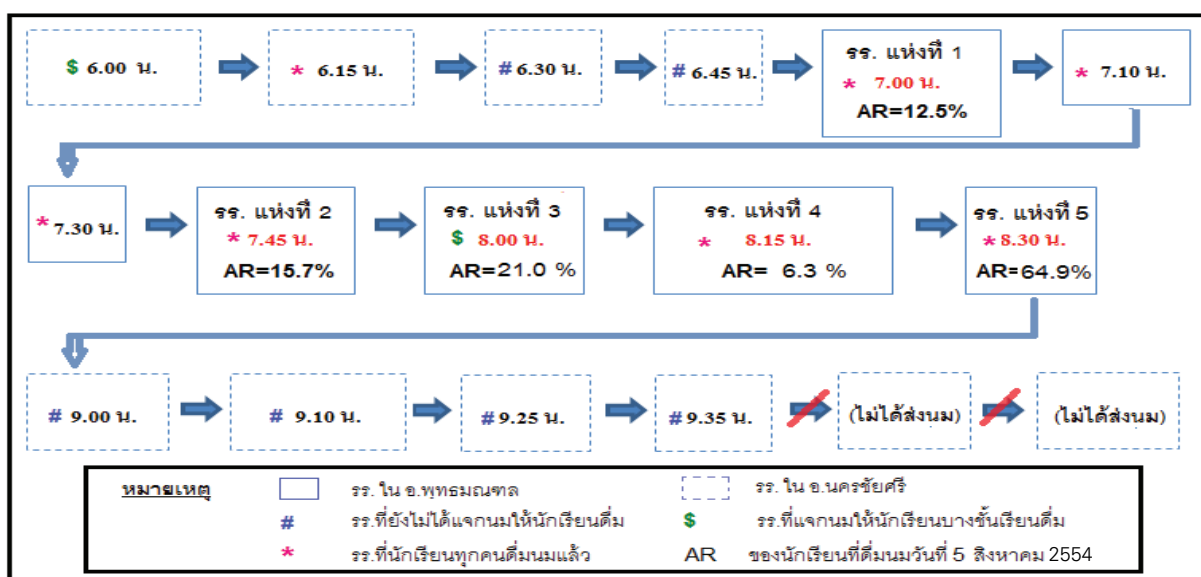 $ 6.00 น.
* 6.15 น.
# 6.30 น.
# 6.45 น.
รร. แห่งที่ 1
* 7.00 น.
AR=12.5%
* 7.10 น.
* 7.30 น.
รร. แห่งที่ 2
* 7.45 น.
AR=15.7%
รร. แห่งที่ 3
$ 8.00 น.
AR=21.0 %
รร. แห่งที่ 4
* 8.15 น.
AR= 6.3 %
รร. แห่งที่ 5
* 8.30 น.
AR=64.9%
# 9.00 น.
# 9.10 น.
# 9.25 น.
# 9.35 น.
(ไม่ได้ส่งนม)
(ไม่ได้ส่งนม)
หมายเหตุ
รร. ใน อ.พุทธมณฑล
รร. ใน อ.นครชัยศรี
# รร.ที่ยังไม่ได้แจกนมให้นักเรียนดื่ม
$ รร.ที่แจกนมให้นักเรียนบางชั้นเรียนดื่ม
* รร.ที่นักเรียนทุกคนดื่มนมแล้ว
AR ของนักเรียนที่ดื่มนมวันที่ 5 สิงหาคม 2554